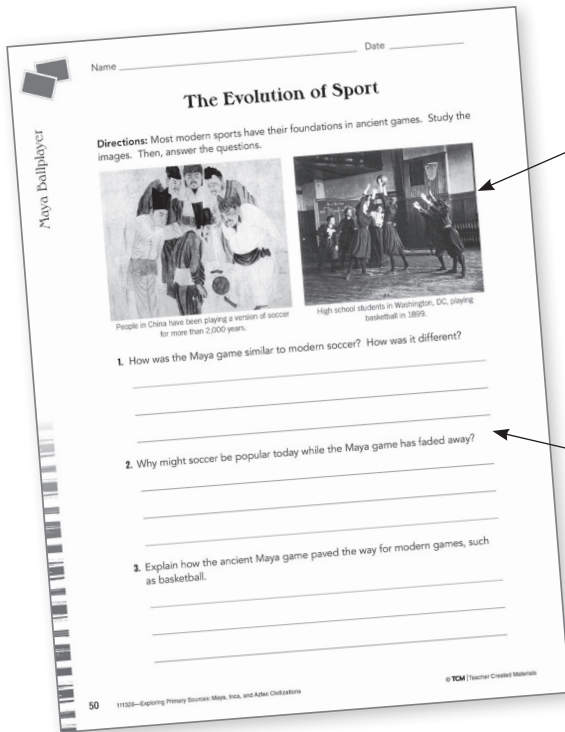 Name
Date
The Evolution of Sport
Maya Ballplayer
Directions: Most modern sports have their foundations in ancient games. Study the
images. Then, answer the questions.
People in China have been playing a version of soccer
for more than 2,000 years.
High school students in Washington, DC, playing
basketball in 1899.
1. How was the Maya game similar to modern soccer? How was it different?
2. Why might soccer be popular today while the Maya game has faded away?
3. Explain how the ancient Maya game paved the way for modern games, such
as basketball.
50
111324—Exploring Primary Sources: Maya, Inca, and Aztec Civilizations
© TCM | Teacher Created Materials